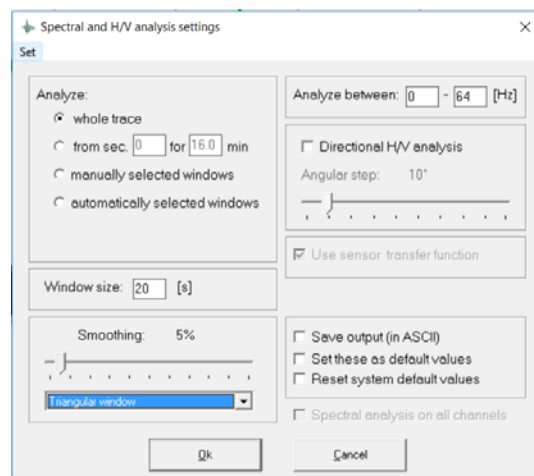 Spectral and H/V analysis settings
Set
Analyze:
whole trace
from sec. 0 for 16.0 min
manually selected windows
automatically selected windows
Window size: 20 [s]
Smoothing: 5%
Triangular window
Analyze between: 0 - 64 [Hz]
Directional H/V analysis
Angular step: 10°
Use sensor transfer function
Save output (in ASCII)
Set these as default values
Reset system default values
Spectral analysis on all channels
Ok
Cancel